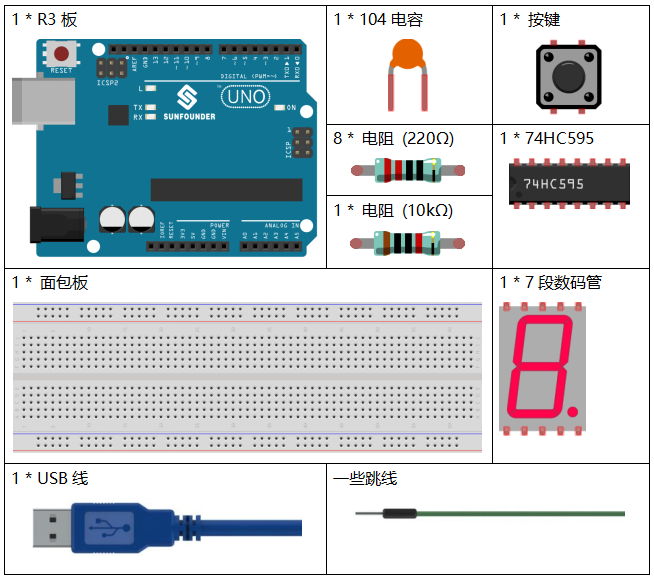 1 * R3 板
RESET
ICSP2
AREF
GND
13
12
~11
~10
~9
8
7
~6
~5
4
~3
2
TX▶1
RX◀0
DIGITAL (PWM~)
L
TX
RX
SUNFOUNDER
UNO
ON
ICSP
1
IOREF
RESET
3V3
5V
GND
GND
VIN
POWER
ANALOG IN
A0
A1
A2
A3
A4
A5
1 * 104 电容
1 * 按键
8 * 电阻 (220Ω)
1 * 74HC595
74HC595
1 * 电阻 (10kΩ)
1 * 面包板
1 * 7 段数码管
1 * USB 线
一些跳线